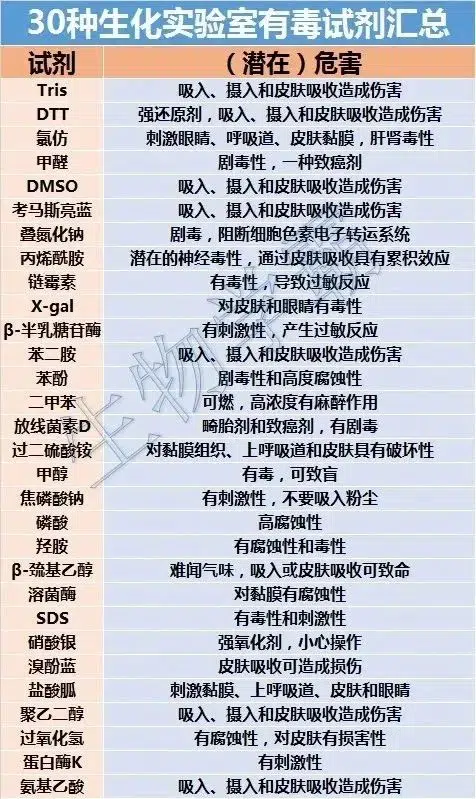 30种生化实验室有毒试剂汇总
试剂 （潜在）危害
Tris 吸入、摄入和皮肤吸收造成伤害
DTT 强还原剂，吸入、摄入和皮肤吸收造成伤害
氯仿 刺激眼睛、呼吸道、皮肤黏膜，肝肾毒性
甲醛 剧毒性，一种致癌剂
DMSO 吸入、摄入和皮肤吸收造成伤害
考马斯亮蓝 吸入、摄入和皮肤吸收造成伤害
叠氮化钠 剧毒，阻断细胞色素电子转运系统
丙烯酰胺 潜在的神经毒性，通过皮肤吸收具有累积效应
链霉素 有毒性，导致过敏反应
X-gal 对皮肤和眼睛有毒性
β-半乳糖苷酶 有刺激性，产生过敏反应
苯二胺 吸入、摄入和皮肤吸收造成伤害
苯酚 剧毒性和高度腐蚀性
二甲苯 可燃，高浓度有麻醉作用
放线菌素D 畸胎剂和致癌剂，有剧毒
过二硫酸铵 对黏膜组织、上呼吸道和皮肤具有破坏性
甲醇 有毒，可致盲
焦磷酸钠 有刺激性，不要吸入粉尘
磷酸 高腐蚀性
羟胺 有腐蚀性和毒性
β-巯基乙醇 难闻气味，吸入或皮肤吸收可致命
溶菌酶 对黏膜有腐蚀性
SDS 有毒性和刺激性
硝酸银 强氧化剂，小心操作
溴酚蓝 皮肤吸收可造成损伤
盐酸胍 刺激黏膜、上呼吸道、皮肤和眼睛
聚乙二醇 吸入、摄入和皮肤吸收造成伤害
过氧化氢 有腐蚀性，对皮肤有损害性
蛋白酶K 有刺激性
氨基乙酸 吸入、摄入和皮肤吸收造成伤害
生物学霸